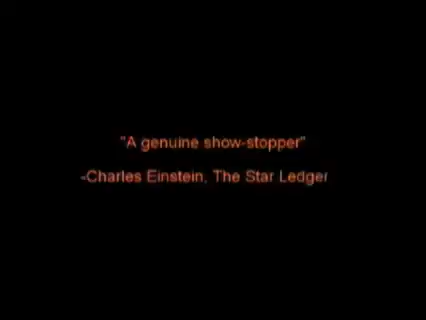 "A genuine show-stopper"
-Charles Einstein, The Star Ledger